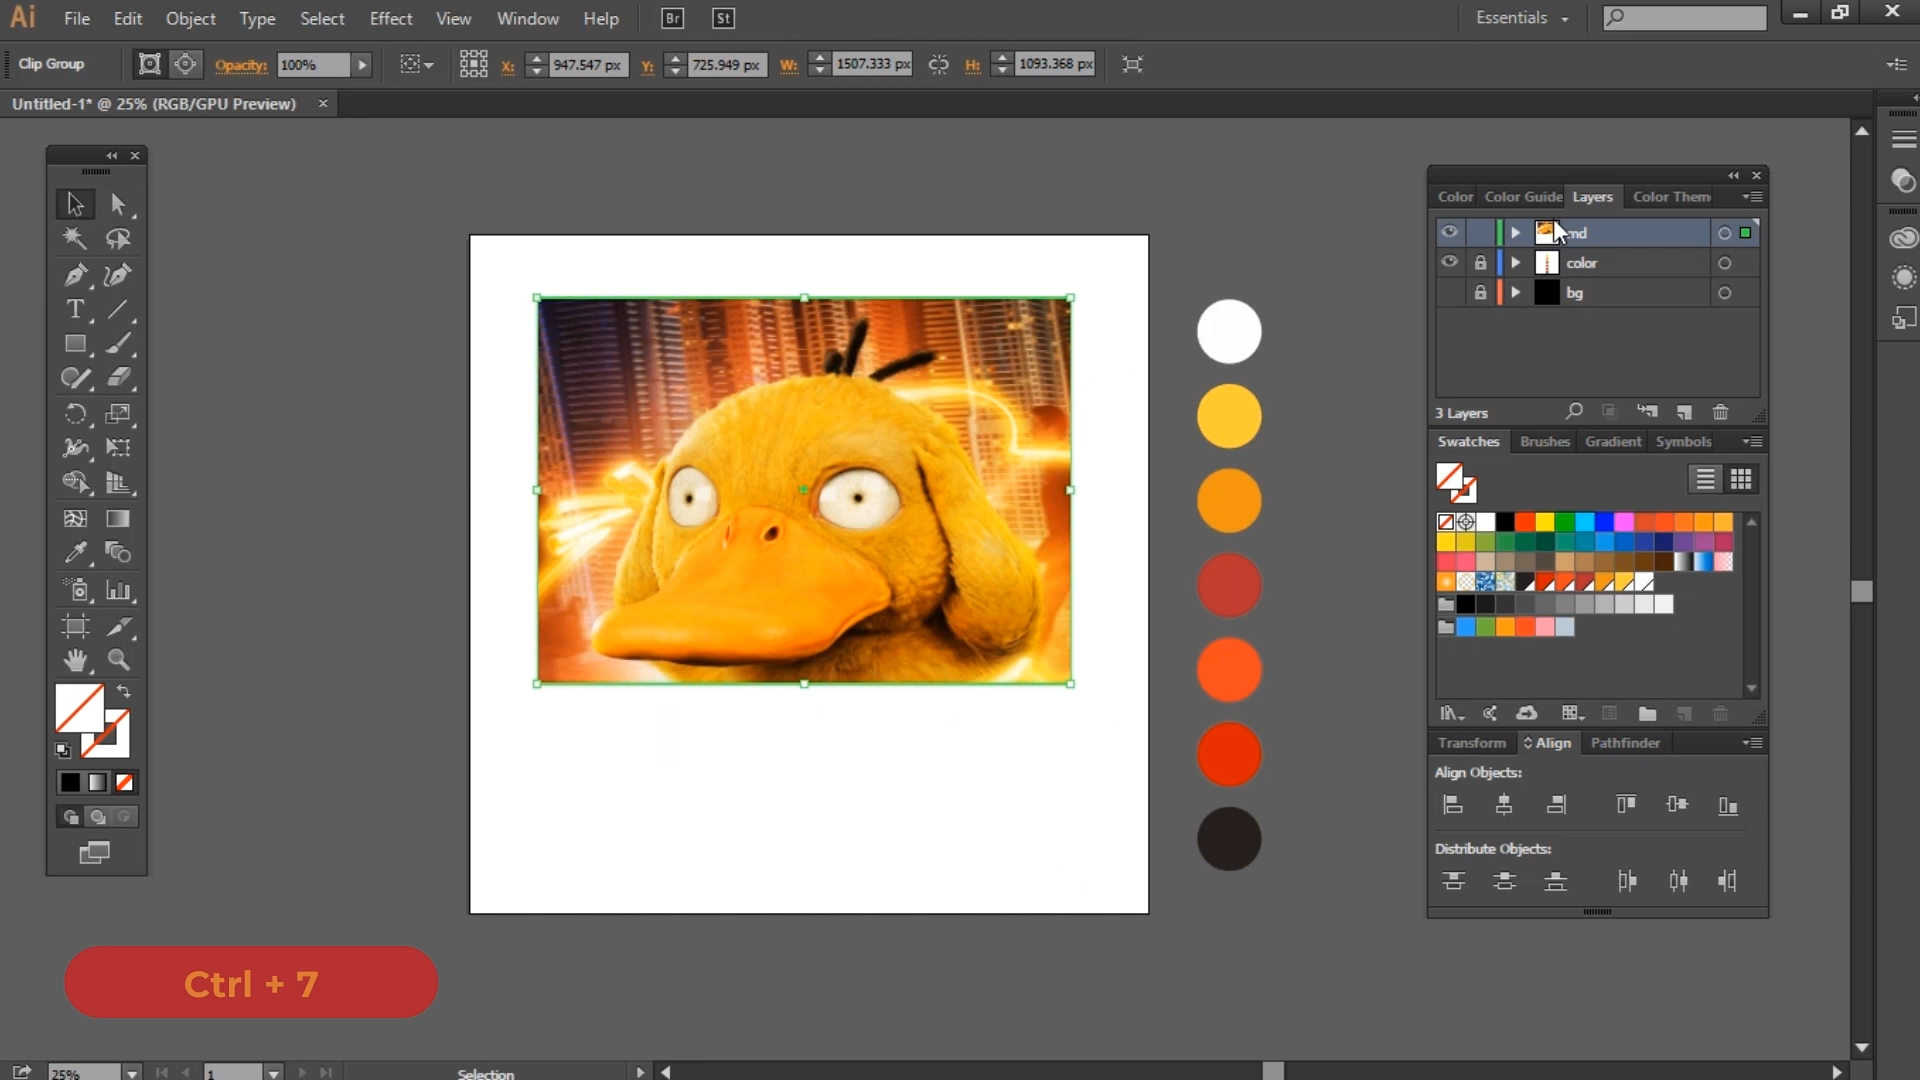 Ai File Edit Object Type Select Effect View Window Help Br St Essentials
Clip Group Opacity: 100% X: 947.547 px Y: 725.949 px W: 1507.333 px H: 1093.368 px
Untitled-1* @ 25% (RGB/GPU Preview)
Color Color Guide Layers Color Them
color
bg
3 Layers
Swatches Brushes Gradient Symbols
Transform Align Pathfinder
Align Objects:
Distribute Objects:
Ctrl + 7
25% 1 Selection